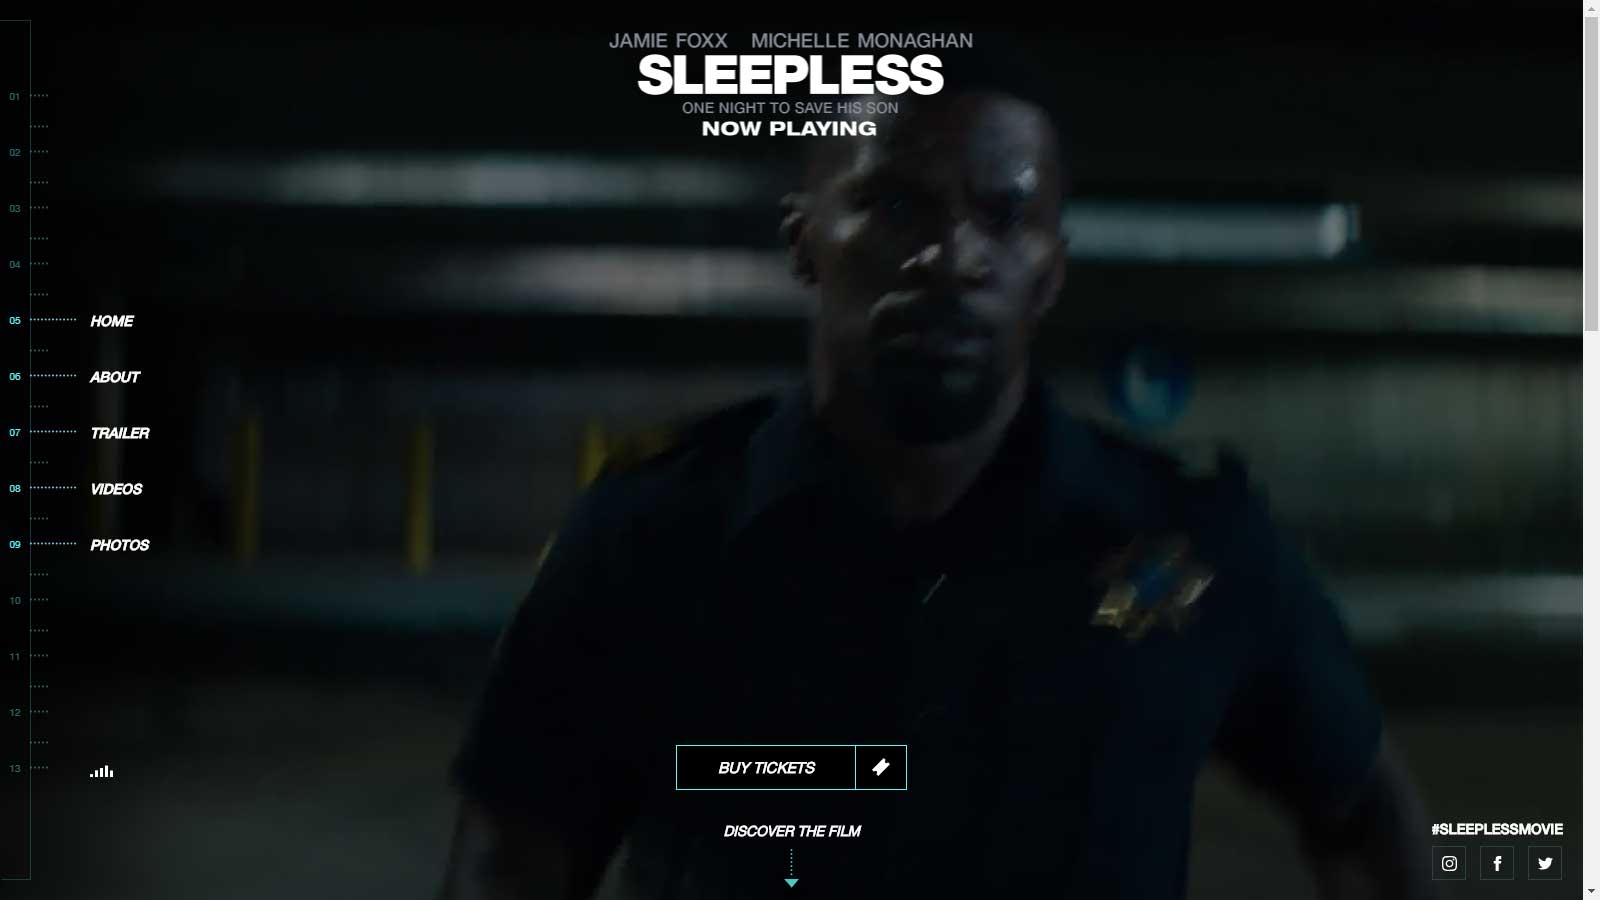 JAMIE FOXX MICHELLE MONAGHAN
SLEEPLESS
ONE NIGHT TO SAVE HIS SON
NOW PLAYING
01
02
03
04
05 HOME
06 ABOUT
07 TRAILER
08 VIDEOS
09 PHOTOS
10
11
12
13
BUY TICKETS
DISCOVER THE FILM
#SLEEPLESSMOVIE